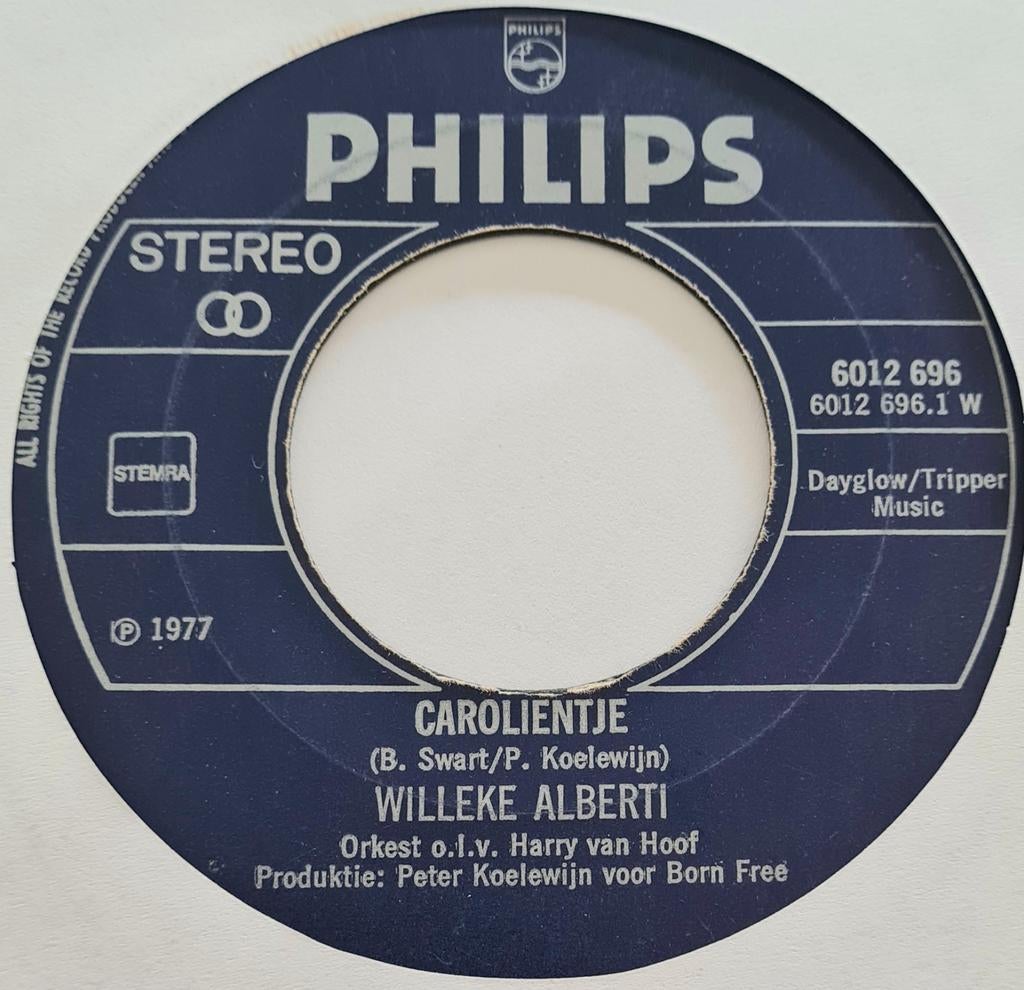 PHILIPS
PHILIPS
STEREO
6012 696
6012 696.1 W
STEMRA
Dayglow/Tripper
Music
Ⓟ 1977
CAROLIENTJE
(B. Swart/P. Koelewijn)
WILLEKE ALBERTI
Orkest o.l.v. Harry van Hoof
Produktie: Peter Koelewijn voor Born Free
ALL RIGHTS OF THE RECORD